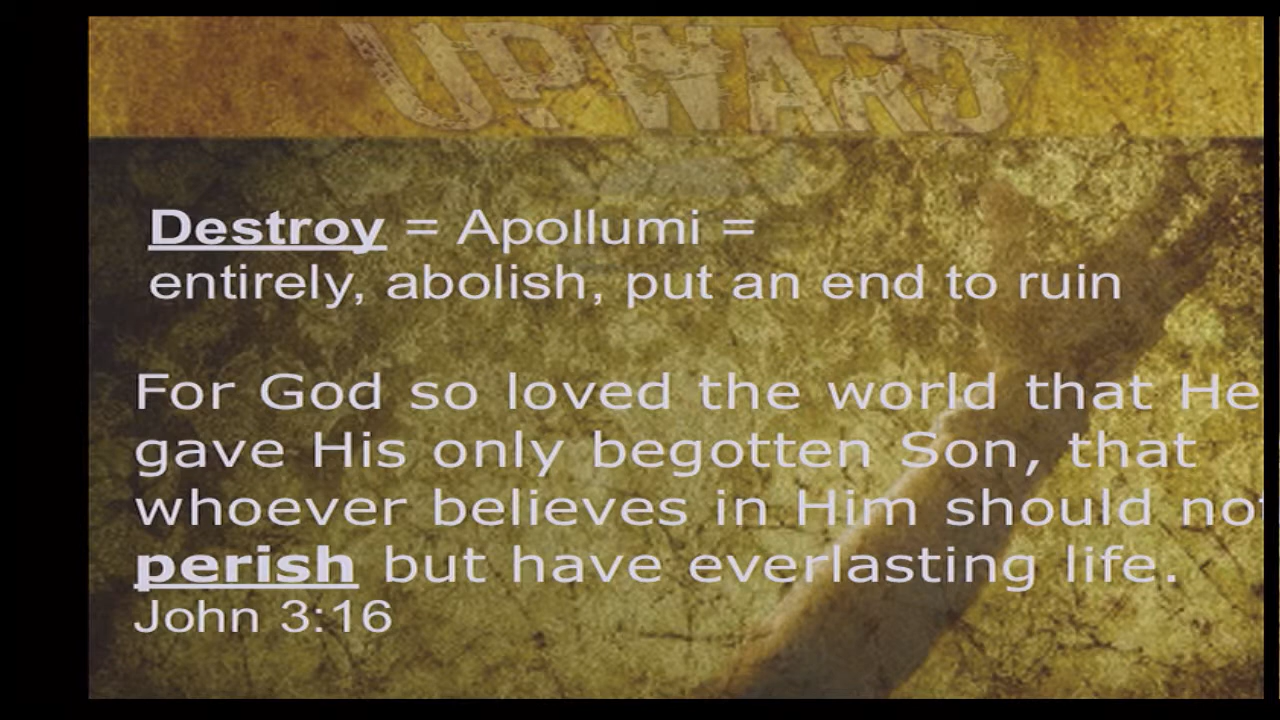 UPWARD
Destroy = Apollumi =
entirely, abolish, put an end to ruin
For God so loved the world that He
gave His only begotten Son, that
whoever believes in Him should not
perish but have everlasting life.
John 3:16